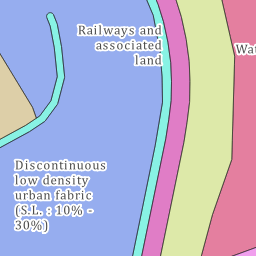 Railways and
associated
land
Wat
Discontinuous
low density
urban fabric
(S.L. : 10% -
30%)